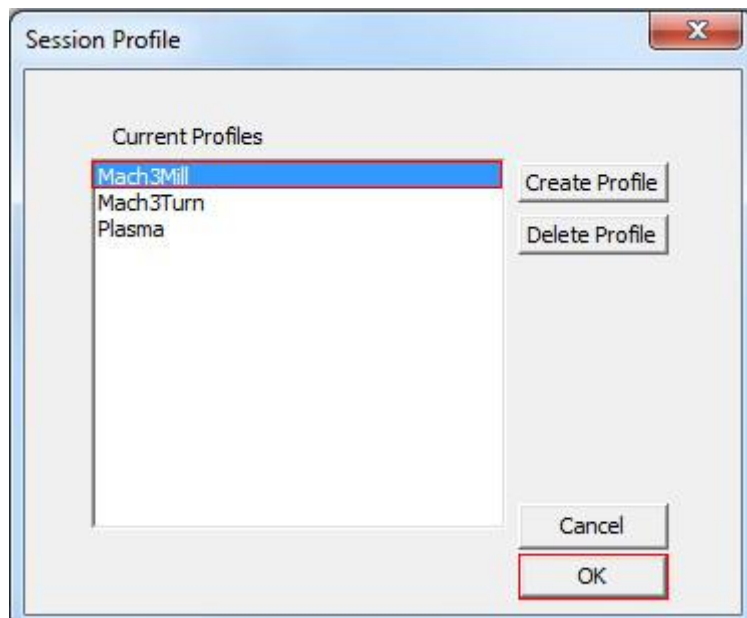 Session Profile
Current Profiles
Mach3Mill
Mach3Turn
Plasma
Create Profile
Delete Profile
Cancel
OK